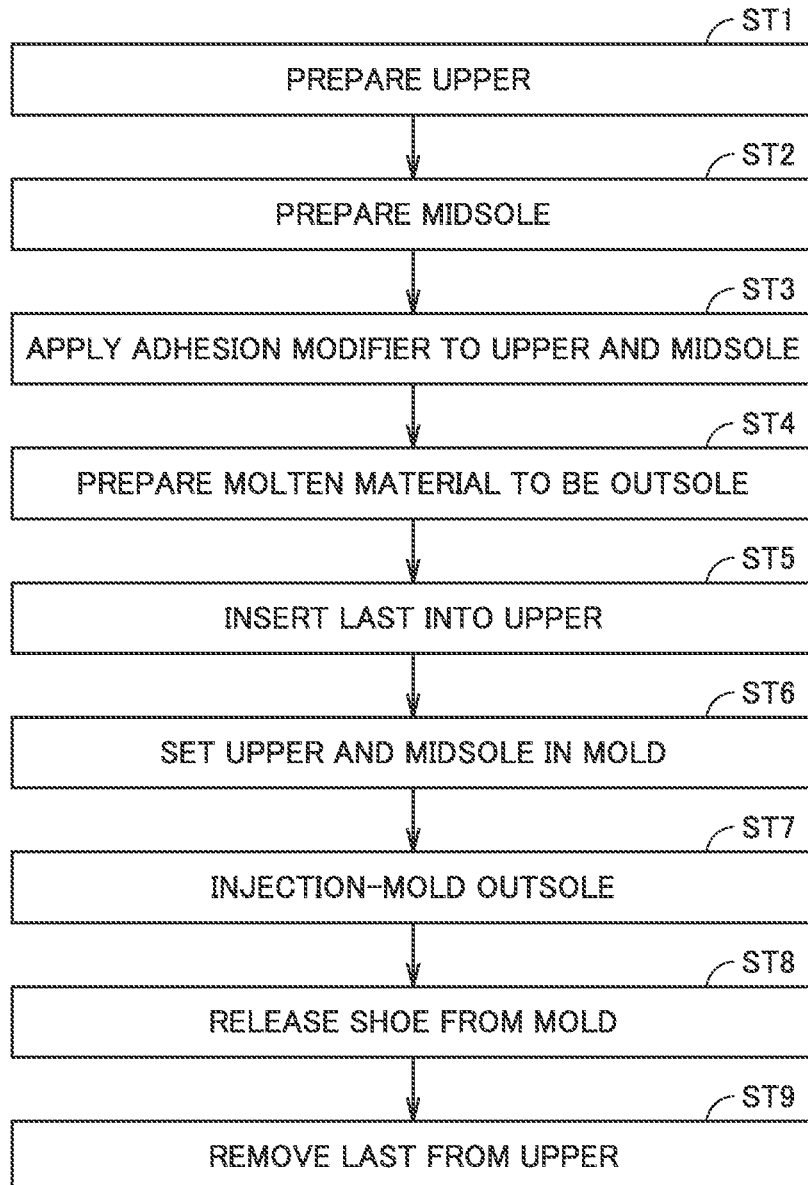 ST1
PREPARE UPPER
ST2
PREPARE MIDSOLE
ST3
APPLY ADHESION MODIFIER TO UPPER AND MIDSOLE
ST4
PREPARE MOLTEN MATERIAL TO BE OUTSOLE
ST5
INSERT LAST INTO UPPER
ST6
SET UPPER AND MIDSOLE IN MOLD
ST7
INJECTION-MOLD OUTSOLE
ST8
RELEASE SHOE FROM MOLD
ST9
REMOVE LAST FROM UPPER